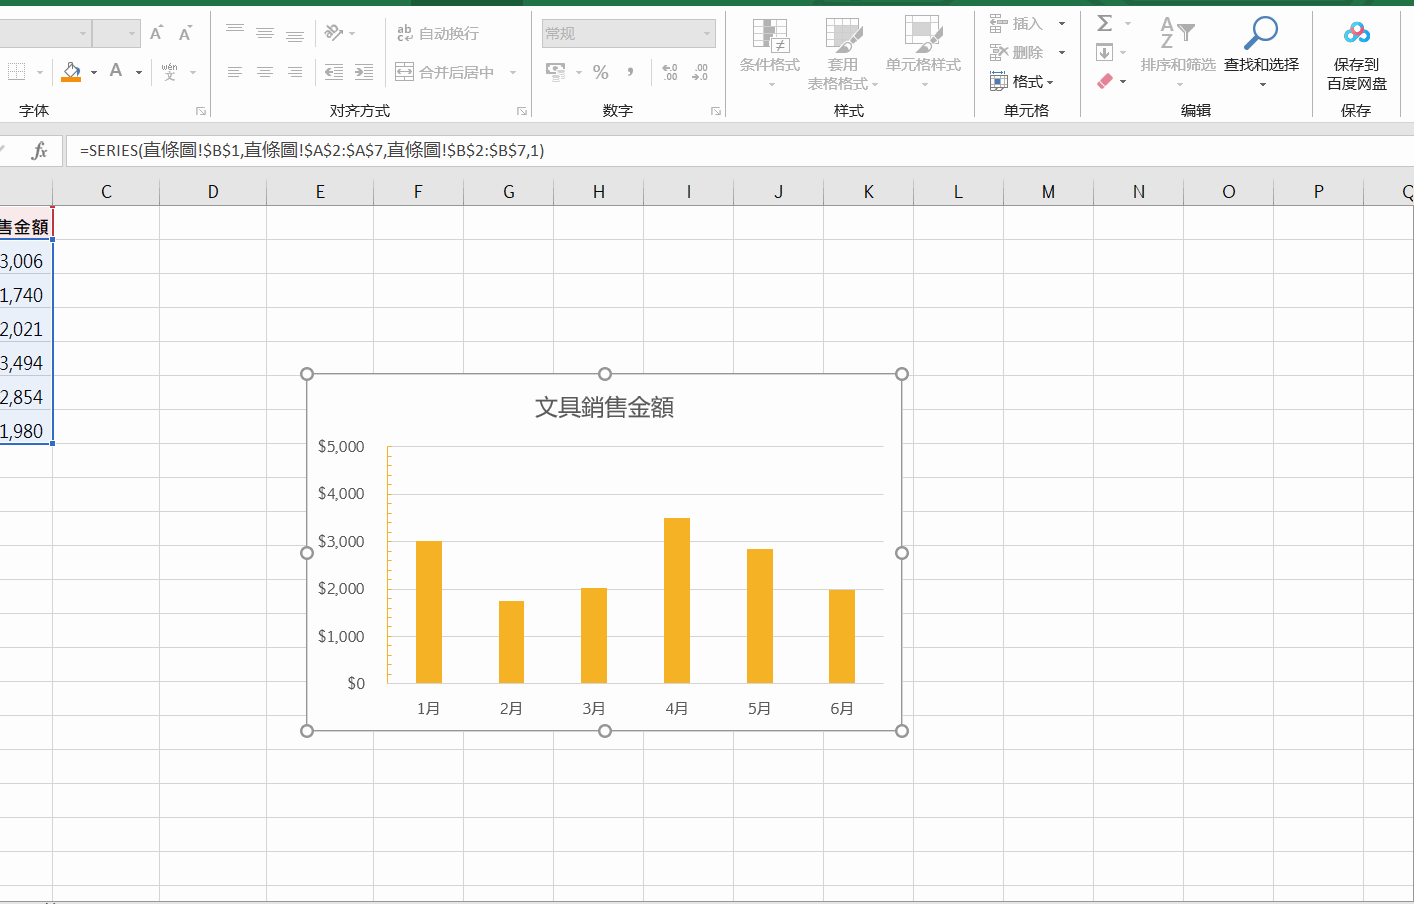 A A
自动换行
常规
条件格式
套用
表格格式
单元格样式
插入
删除
格式
Σ
A
Z
排序和筛选
查找和选择
保存到
百度网盘
A
wén
文
合并后居中
%
,
←.0
.00
.00
→.0
字体
对齐方式
数字
样式
单元格
编辑
保存
fx
=SERIES(直條圖!$B$1,直條圖!$A$2:$A$7,直條圖!$B$2:$B$7,1)
C D E F G H I J K L M N O P Q
售金額
3,006
1,740
2,021
3,494
2,854
1,980
文具銷售金額
$5,000
$4,000
$3,000
$2,000
$1,000
$0
1月 2月 3月 4月 5月 6月